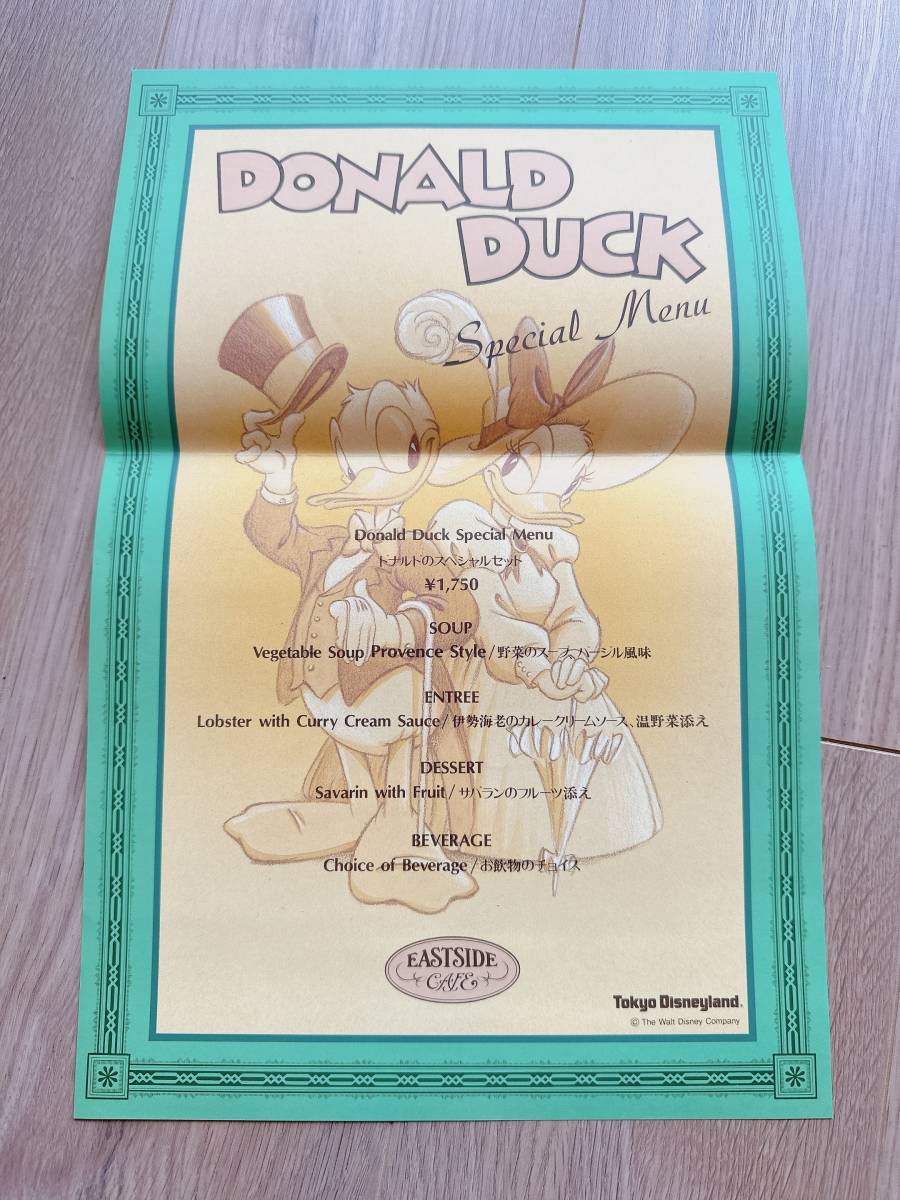 DONALD
DUCK
Special Menu
Donald Duck Special Menu
ドナルドのスペシャルセット
¥1,750
SOUP
Vegetable Soup Provence Style/野菜のスープ、バージル風味
ENTREE
Lobster with Curry Cream Sauce/伊勢海老のカレークリームソース、温野菜添え
DESSERT
Savarin with Fruit/サバランのフルーツ添え
BEVERAGE
Choice of Beverage/お飲物のチョイス
EASTSIDE
CAFE
Tokyo Disneyland®
© The Walt Disney Company